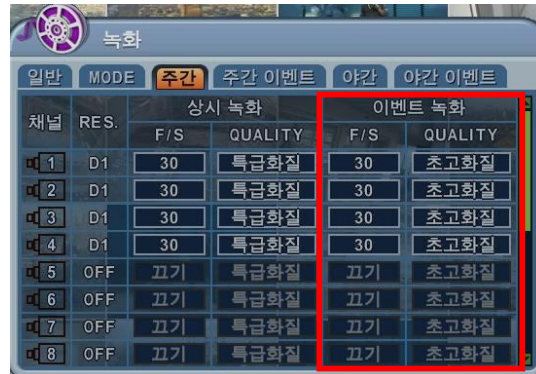 녹화
일반 MODE 주간 주간 이벤트 야간 야간 이벤트
채널 RES. 상시 녹화 이벤트 녹화
F/S QUALITY F/S QUALITY
1 D1 30 특급화질 30 초고화질
2 D1 30 특급화질 30 초고화질
3 D1 30 특급화질 30 초고화질
4 D1 30 특급화질 30 초고화질
5 OFF 끄기 특급화질 끄기 초고화질
6 OFF 끄기 특급화질 끄기 초고화질
7 OFF 끄기 특급화질 끄기 초고화질
8 OFF 끄기 특급화질 끄기 초고화질